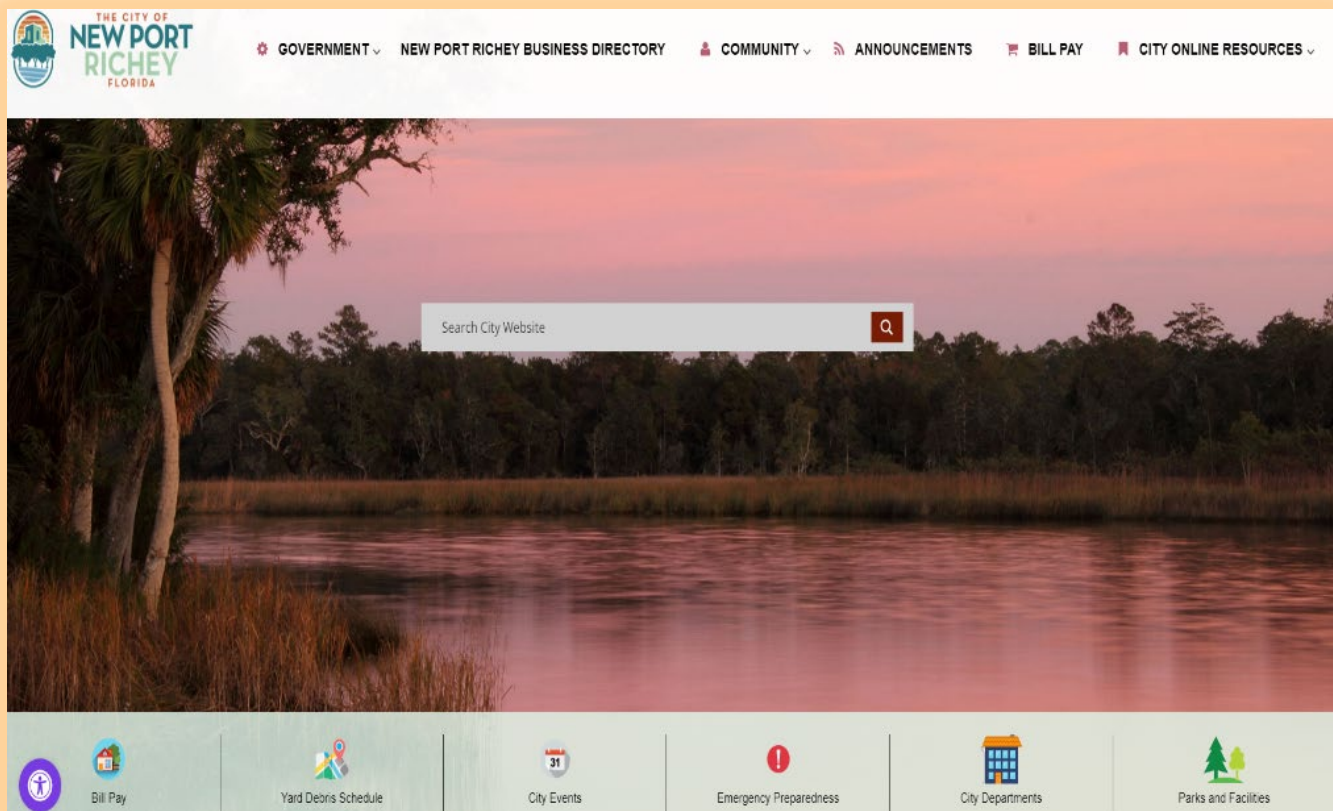 THE CITY OF
NEW PORT
RICHEY
FLORIDA
GOVERNMENT
NEW PORT RICHEY BUSINESS DIRECTORY
COMMUNITY
ANNOUNCEMENTS
BILL PAY
CITY ONLINE RESOURCES
Search City Website
31
Bill Pay
Yard Debris Schedule
City Events
Emergency Preparedness
City Departments
Parks and Facilities